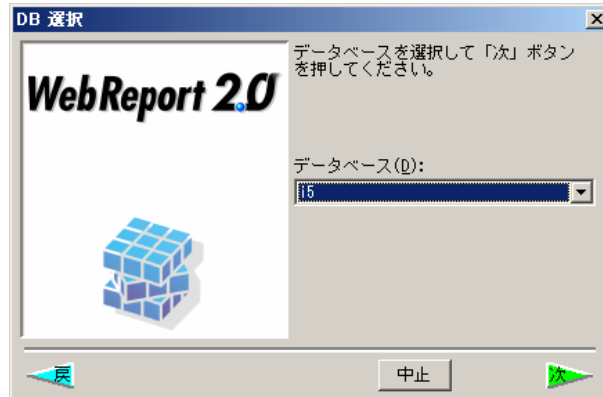 DB 選択
WebReport 2.0
データベースを選択して「次」ボタン
を押してください。
データベース(D):
i5
戻
中止
次